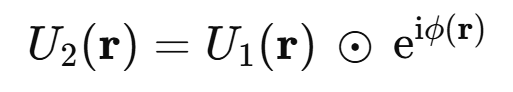 U₂(𝐫) = U₁(𝐫) ⊙ e^{iϕ(𝐫)}